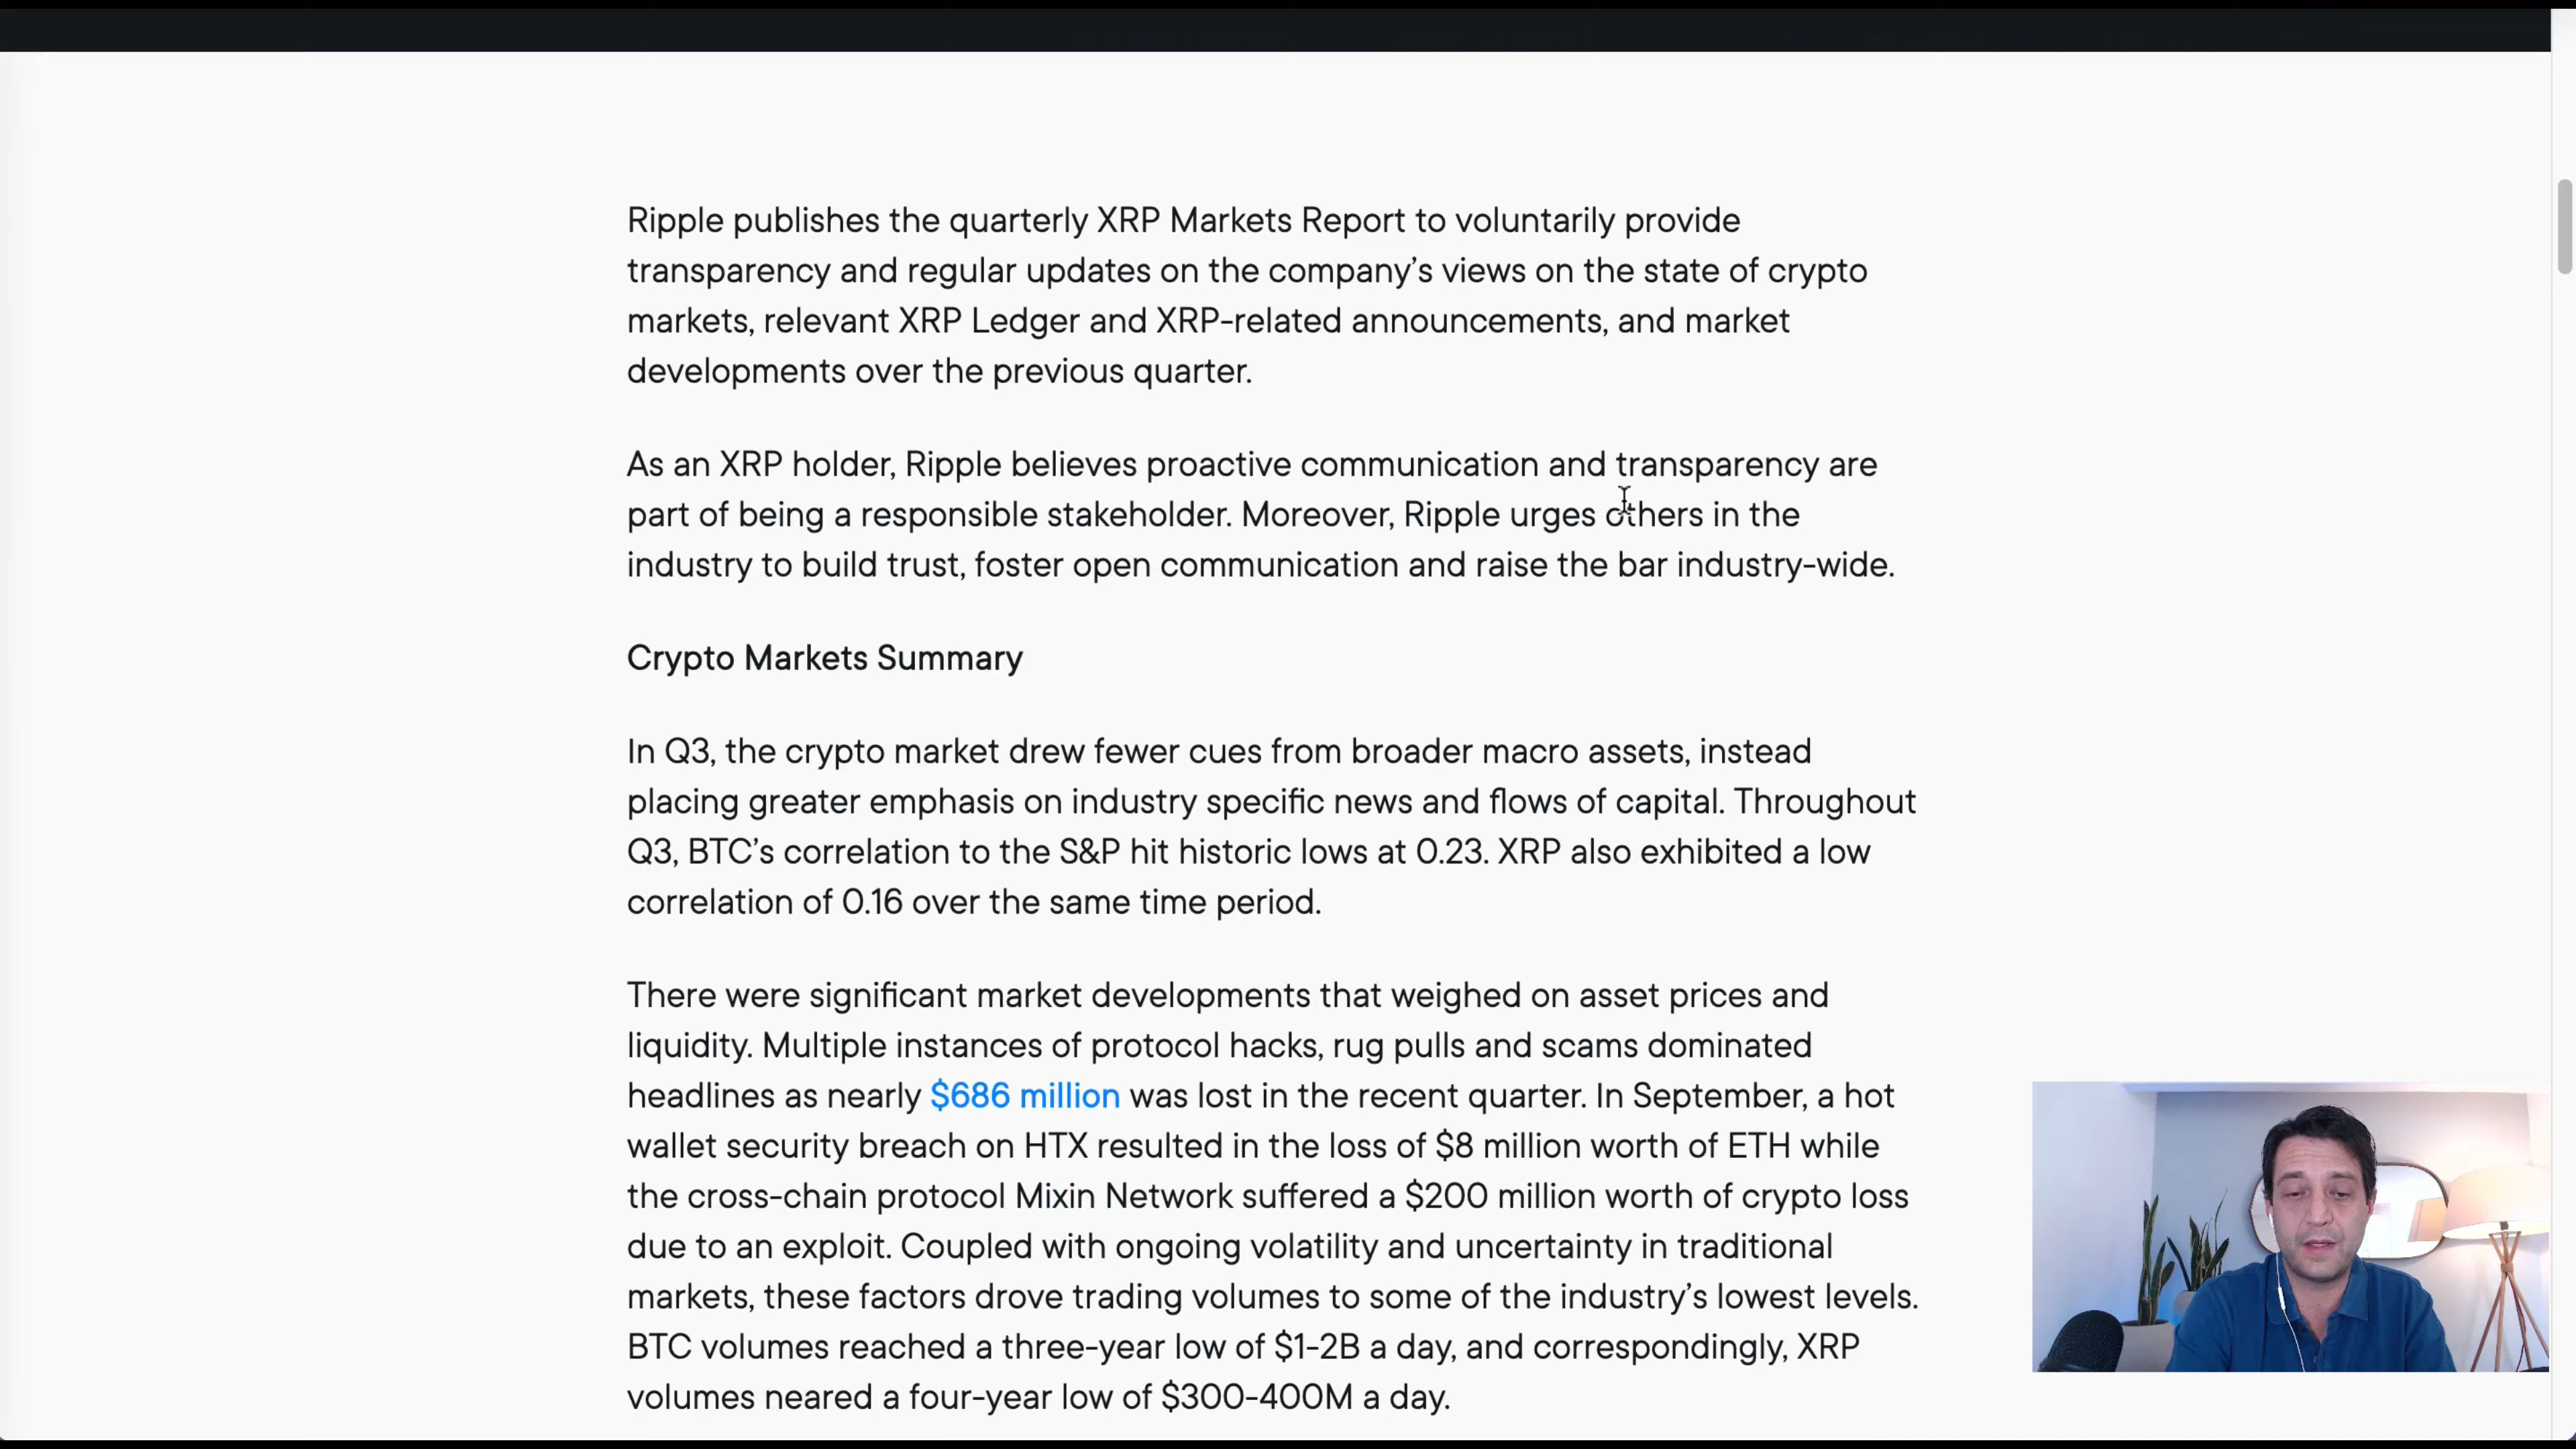 Ripple publishes the quarterly XRP Markets Report to voluntarily provide
transparency and regular updates on the company’s views on the state of crypto
markets, relevant XRP Ledger and XRP-related announcements, and market
developments over the previous quarter.
As an XRP holder, Ripple believes proactive communication and transparency are
part of being a responsible stakeholder. Moreover, Ripple urges others in the
industry to build trust, foster open communication and raise the bar industry-wide.
Crypto Markets Summary
In Q3, the crypto market drew fewer cues from broader macro assets, instead
placing greater emphasis on industry specific news and flows of capital. Throughout
Q3, BTC’s correlation to the S&P hit historic lows at 0.23. XRP also exhibited a low
correlation of 0.16 over the same time period.
There were significant market developments that weighed on asset prices and
liquidity. Multiple instances of protocol hacks, rug pulls and scams dominated
headlines as nearly $686 million was lost in the recent quarter. In September, a hot
wallet security breach on HTX resulted in the loss of $8 million worth of ETH while
the cross-chain protocol Mixin Network suffered a $200 million worth of crypto loss
due to an exploit. Coupled with ongoing volatility and uncertainty in traditional
markets, these factors drove trading volumes to some of the industry’s lowest levels.
BTC volumes reached a three-year low of $1-2B a day, and correspondingly, XRP
volumes neared a four-year low of $300-400M a day.